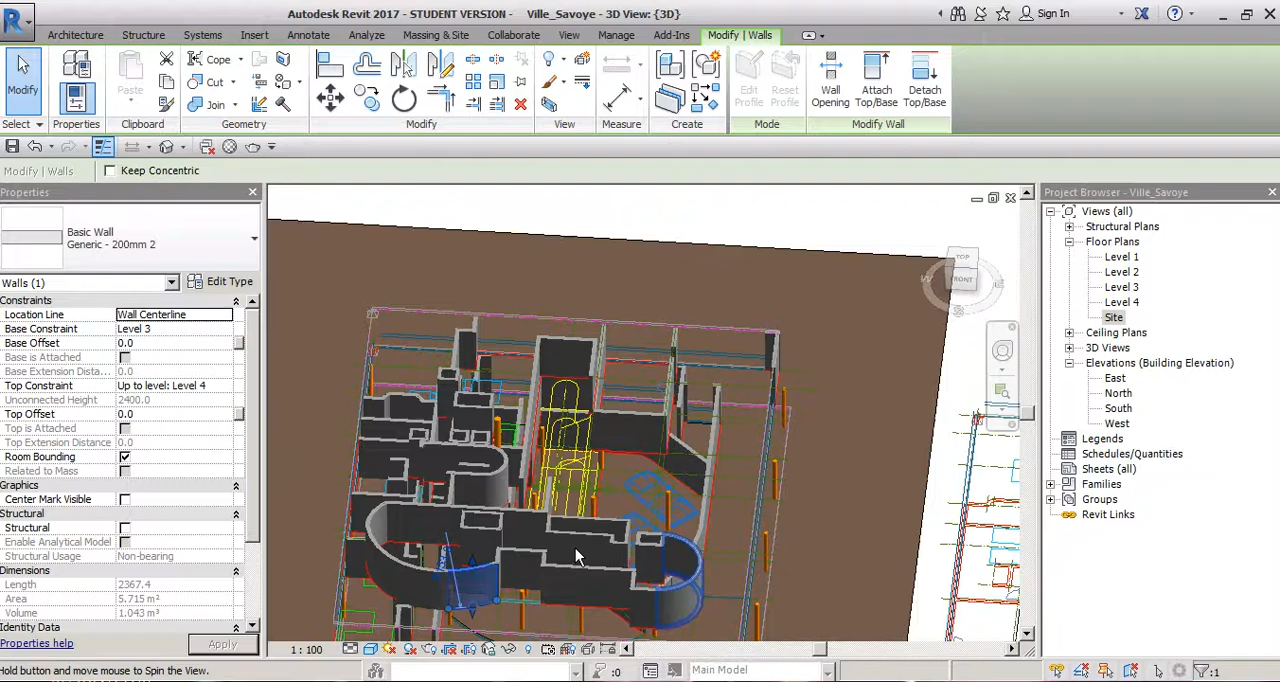 Autodesk Revit 2017 - STUDENT VERSION - Ville_Savoye - 3D View: {3D}
Sign In
Architecture Structure Systems Insert Annotate Analyze Massing & Site Collaborate View Manage Add-Ins Modify | Walls
Modify
Paste
Cope
Cut
Join
Edit Profile
Reset Profile
Wall Opening
Attach Top/Base
Detach Top/Base
Select Properties Clipboard Geometry Modify View Measure Create Mode Modify Wall
Modify | Walls Keep Concentric
Properties
Basic Wall
Generic - 200mm 2
Walls (1) Edit Type
Constraints
Location Line Wall Centerline
Base Constraint Level 3
Base Offset 0.0
Base is Attached
Base Extension Dista... 0.0
Top Constraint Up to level: Level 4
Unconnected Height 2400.0
Top Offset 0.0
Top is Attached
Top Extension Distance 0.0
Room Bounding
Related to Mass
Graphics
Center Mark Visible
Structural
Structural
Enable Analytical Model
Structural Usage Non-bearing
Dimensions
Length 2367.4
Area 5.715 m²
Volume 1.043 m³
Identity Data
Properties help Apply
TOP
FRONT
Project Browser - Ville_Savoye
Views (all)
Structural Plans
Floor Plans
Level 1
Level 2
Level 3
Level 4
Site
Ceiling Plans
3D Views
Elevations (Building Elevation)
East
North
South
West
Legends
Schedules/Quantities
Sheets (all)
Families
Groups
Revit Links
1 : 100
Hold button and move mouse to Spin the View.
:0
Main Model
:1